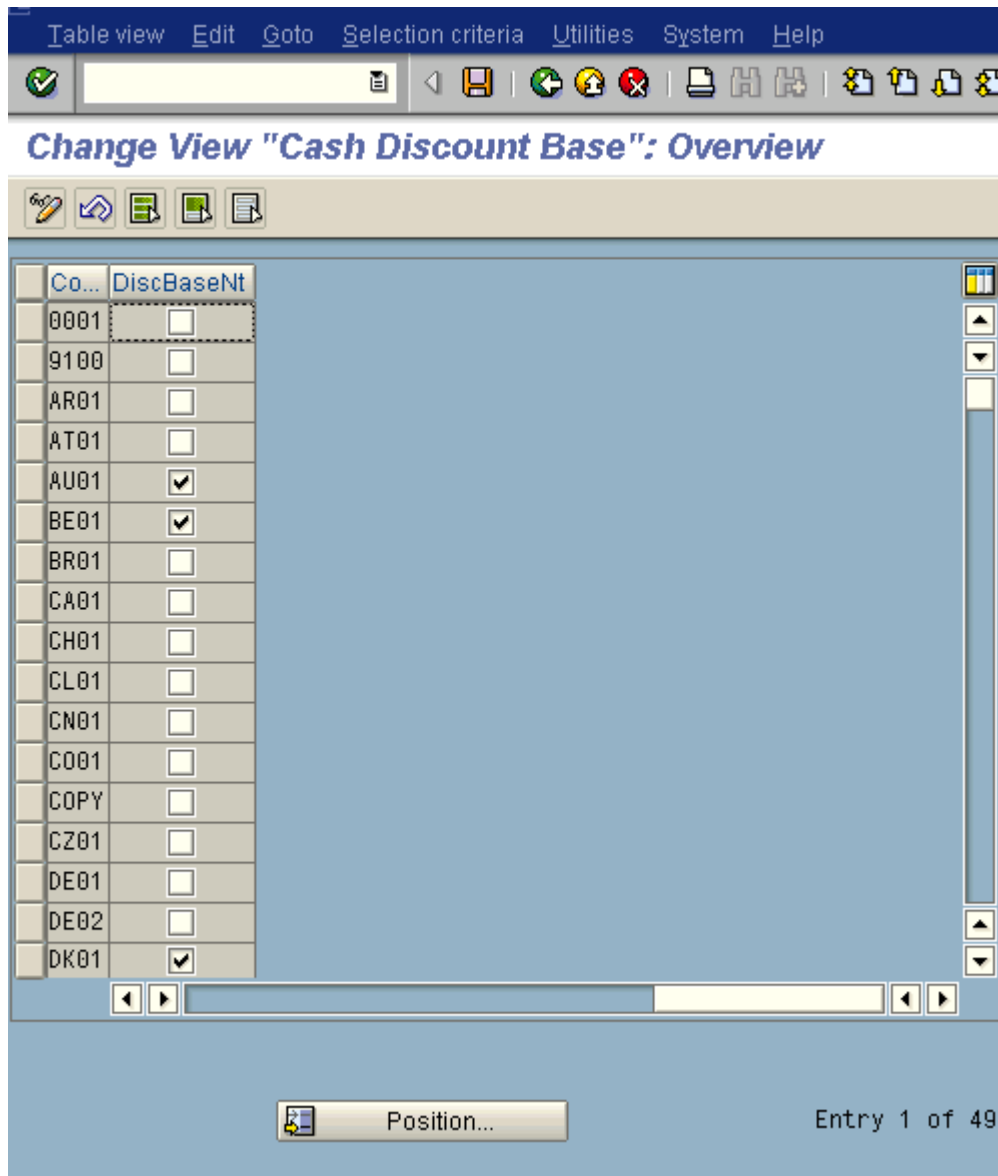 Table view Edit Goto Selection criteria Utilities System Help
Change View "Cash Discount Base": Overview
Co... DiscBaseNt
0001
9100
AR01
AT01
AU01
BE01
BR01
CA01
CH01
CL01
CN01
CO01
COPY
CZ01
DE01
DE02
DK01
Position... Entry 1 of 49